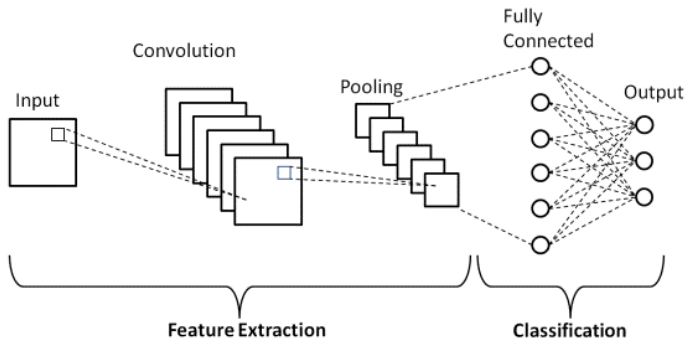 Input
Convolution
Pooling
Fully
Connected
Output
Feature Extraction
Classification